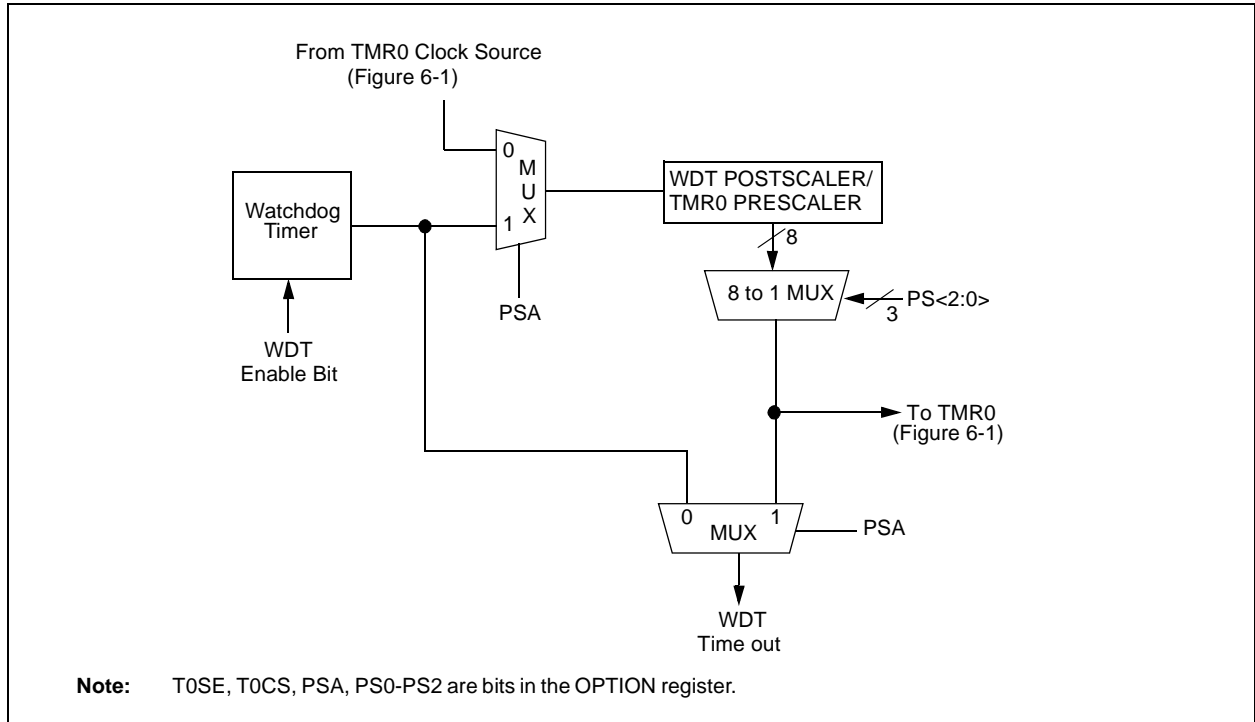 From TMR0 Clock Source
(Figure 6-1)
0
M
U
X
1
Watchdog
Timer
WDT POSTSCALER/
TMR0 PRESCALER
8
8 to 1 MUX
PS<2:0>
3
PSA
WDT
Enable Bit
To TMR0
(Figure 6-1)
0
1
MUX
PSA
WDT
Time out
Note: T0SE, T0CS, PSA, PS0-PS2 are bits in the OPTION register.